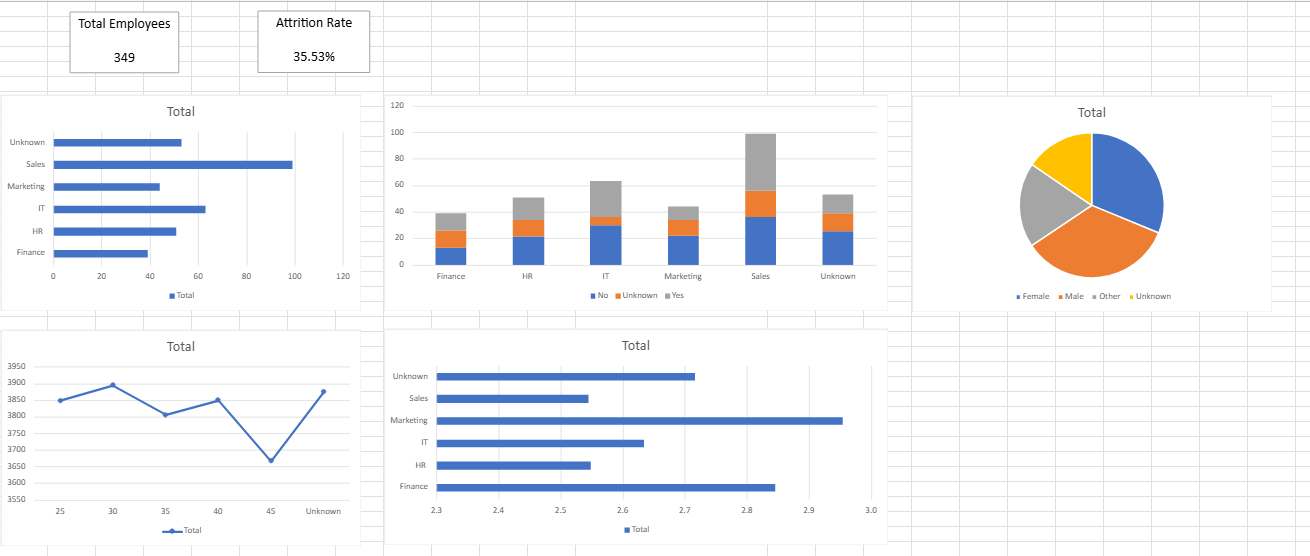 Total Employees
349
Attrition Rate
35.53%
Total
Unknown
Sales
Marketing
IT
HR
Finance
0 20 40 60 80 100 120
Total
120
100
80
60
40
20
0
Finance HR IT Marketing Sales Unknown
No Unknown Yes
Total
Female Male Other Unknown
Total
3950
3900
3850
3800
3750
3700
3650
3600
3550
25 30 35 40 45 Unknown
Total
Total
Unknown
Sales
Marketing
IT
HR
Finance
2.3 2.4 2.5 2.6 2.7 2.8 2.9 3.0
Total